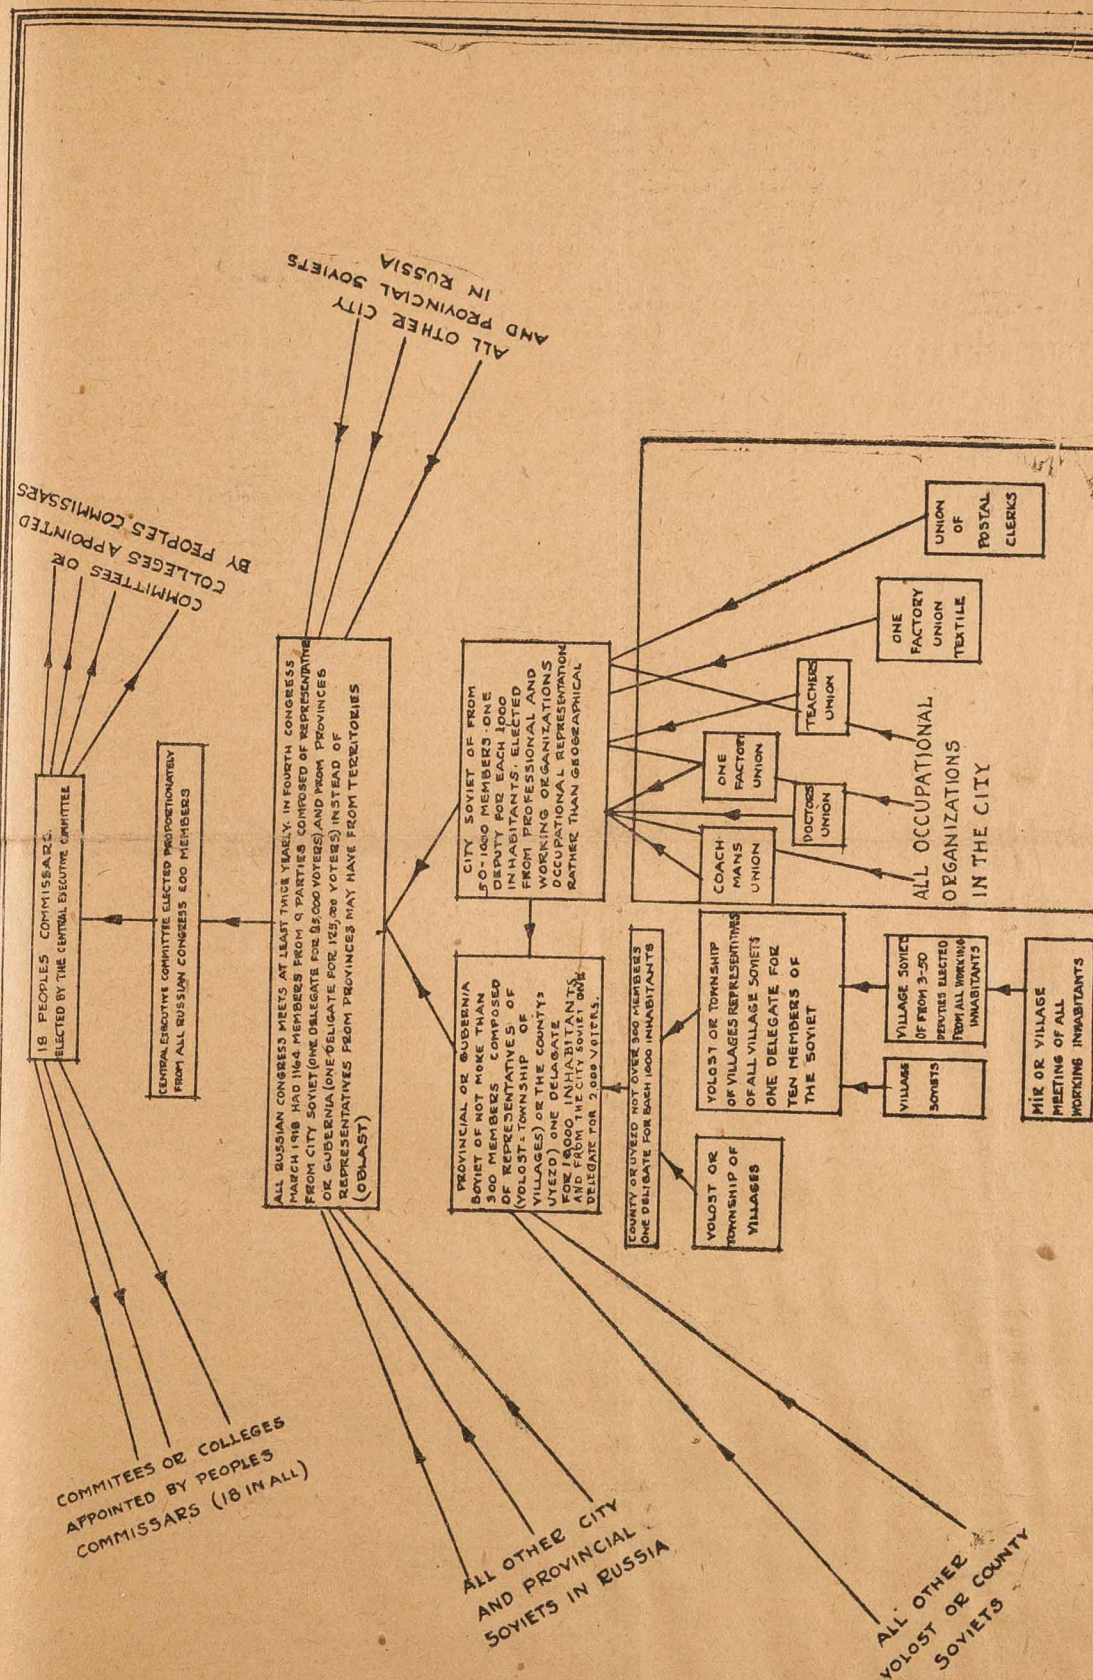 COMMITTEES OR
COLLEGES APPOINTED
BY PEOPLES COMMISSARS
18 PEOPLES COMMISSARS.
ELECTED BY THE CENTRAL EXECUTIVE COMMITTEE
COMMITEES OR COLLEGES
APPOINTED BY PEOPLES
COMMISSARS (18 IN ALL)
CENTRAL EXECUTIVE COMMITTEE ELECTED PROPORTIONATELY
FROM ALL RUSSIAN CONGRESS 200 MEMBERS
ALL OTHER CITY
AND PROVINCIAL SOVIETS
IN RUSSIA
ALL RUSSIAN CONGRESS MEETS AT LEAST TWICE YEARLY. IN FOURTH CONGRESS
MARCH 1918 HAD 1164 MEMBERS FROM 9 PARTIES COMPOSED OF REPRESENTATIVE
FROM CITY SOVIET (ONE DELEGATE FOR 25,000 VOTERS) AND FROM PROVINCES
OR GUBERNIA (ONE DELIGATE FOR 125,000 VOTERS) INSTEAD OF
REPRESENTATIVES FROM PROVINCES MAY HAVE FROM TERRITORIES
(OBLAST)
ALL OTHER CITY
AND PROVINCIAL
SOVIETS IN RUSSIA
CITY SOVIET OF FROM
50-1000 MEMBERS. ONE
DEPUTY FOR EACH 1000
INHABITANTS. ELECTED
FROM PROFESSIONAL AND
WORKING ORGANIZATIONS
OCCUPATIONAL REPRESENTATION
RATHER THAN GEOGRAPHICAL
PROVINCIAL OR GUBERNIA
SOVIET OF NOT MORE THAN
300 MEMBERS COMPOSED
OF REPRESENTATIVES OF
(VOLOST = TOWNSHIP OF
VILLAGES) OR THE COUNTY =
UYEZD) ONE DELAGATE
FOR 10,000 INHABITANTS
AND FROM THE CITY SOVIET ONE
DELEGATE FOR 2,000 VOTERS.
ALL OTHER
VOLOST OR COUNTY
SOVIETS
COUNTY OR UYEZD NOT OVER 300 MEMBERS
ONE DELIGATE FOR EACH 1000 INHABITANTS
VOLOST OR TOWNSHIP
OF VILLAGES REPRESENTITIVES
OF ALL VILLAGE SOVIETS
ONE DELEGATE FOR
TEN MEMBERS OF
THE SOVIET
VOLOST OR
TOWNSHIP OF
VILLAGES
UNION
OF
POSTAL
CLERKS
ONE
FACTORY
UNION
TEXTILE
TEACHERS
UNION
ONE
FACTORY
UNION
DOCTORS
UNION
COACH-
MANS
UNION
ALL OCCUPATIONAL
ORGANIZATIONS
IN THE CITY
VILLAGE SOVIET
OF FROM 3-50
DEPUTIES ELECTED
FROM ALL WORKING
INHABITANTS
VILLAGE
SOVIETS
MIR OR VILLAGE
MEETING OF ALL
WORKING INHABITANTS